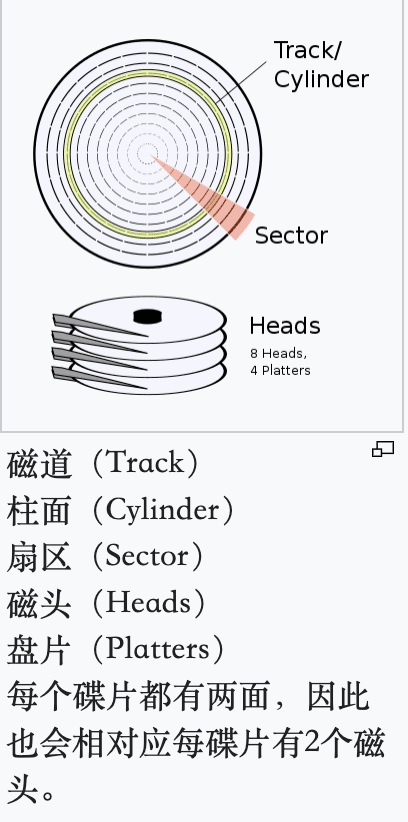 Track/
Cylinder
Sector
Heads
8 Heads,
4 Platters
磁道（Track）
柱面（Cylinder）
扇区（Sector）
磁头（Heads）
盘片（Platters）
每个碟片都有两面，因此
也会相对应每碟片有2个磁
头。